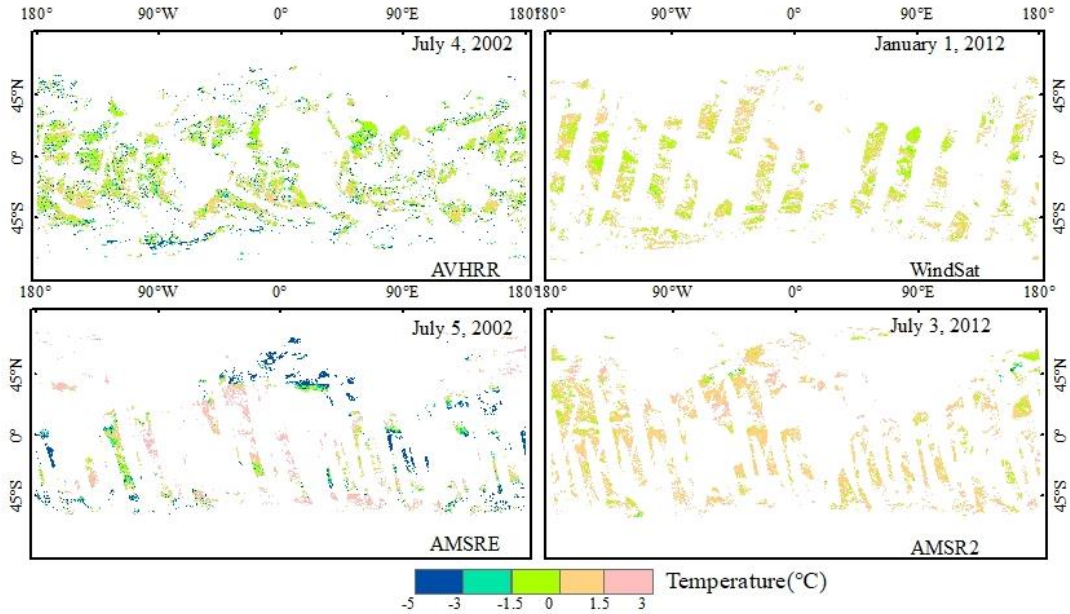 180° 90°W 0° 90°E 180° 180° 90°W 0° 90°E 180°
July 4, 2002
January 1, 2012
45°N 45°N
0° 0°
45°S 45°S
AVHRR
WindSat
180° 90°W 0° 90°E 180° 180° 90°W 0° 90°E 180°
July 5, 2002
July 3, 2012
45°N 45°N
0° 0°
45°S 45°S
AMSRE
AMSR2
Temperature(°C)
-5 -3 -1.5 0 1.5 3